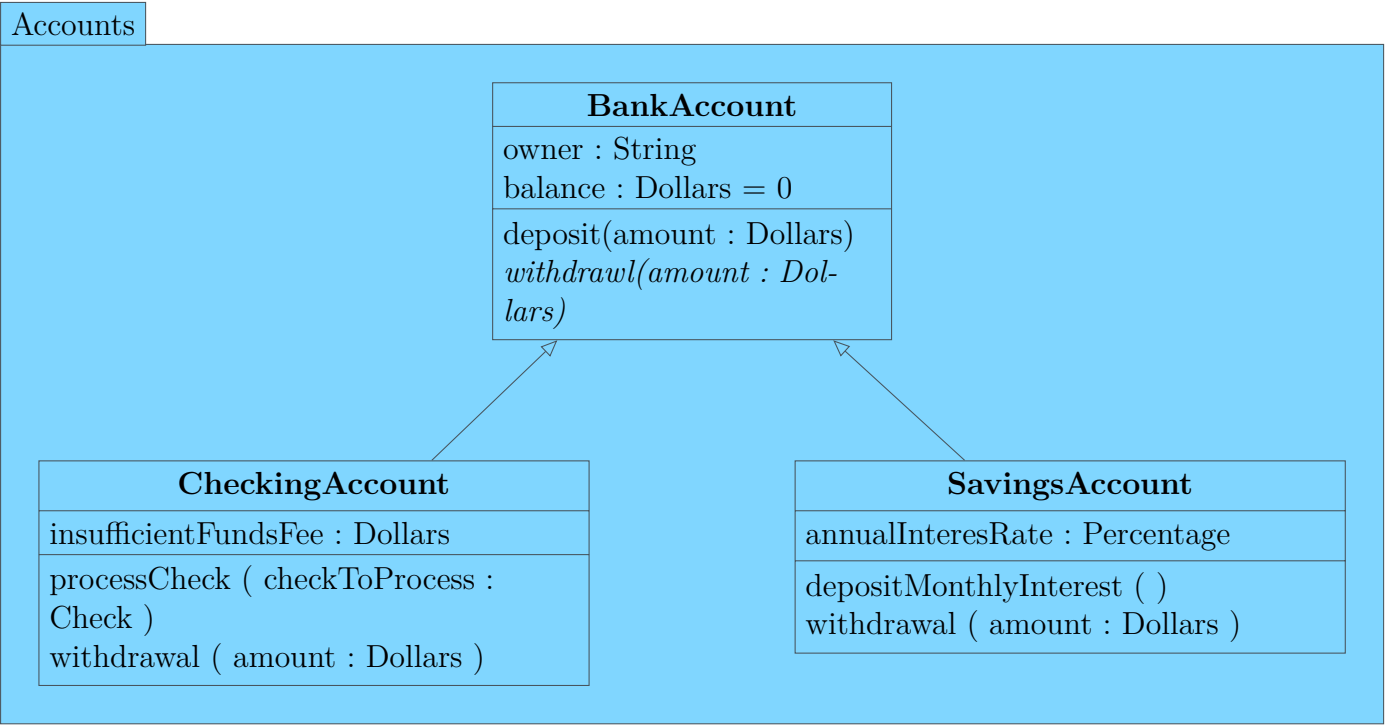 Accounts
BankAccount
owner : String
balance : Dollars = 0
deposit(amount : Dollars)
withdrawl(amount : Dol-
lars)
CheckingAccount
insufficientFundsFee : Dollars
processCheck ( checkToProcess :
Check )
withdrawal ( amount : Dollars )
SavingsAccount
annualInteresRate : Percentage
depositMonthlyInterest ( )
withdrawal ( amount : Dollars )